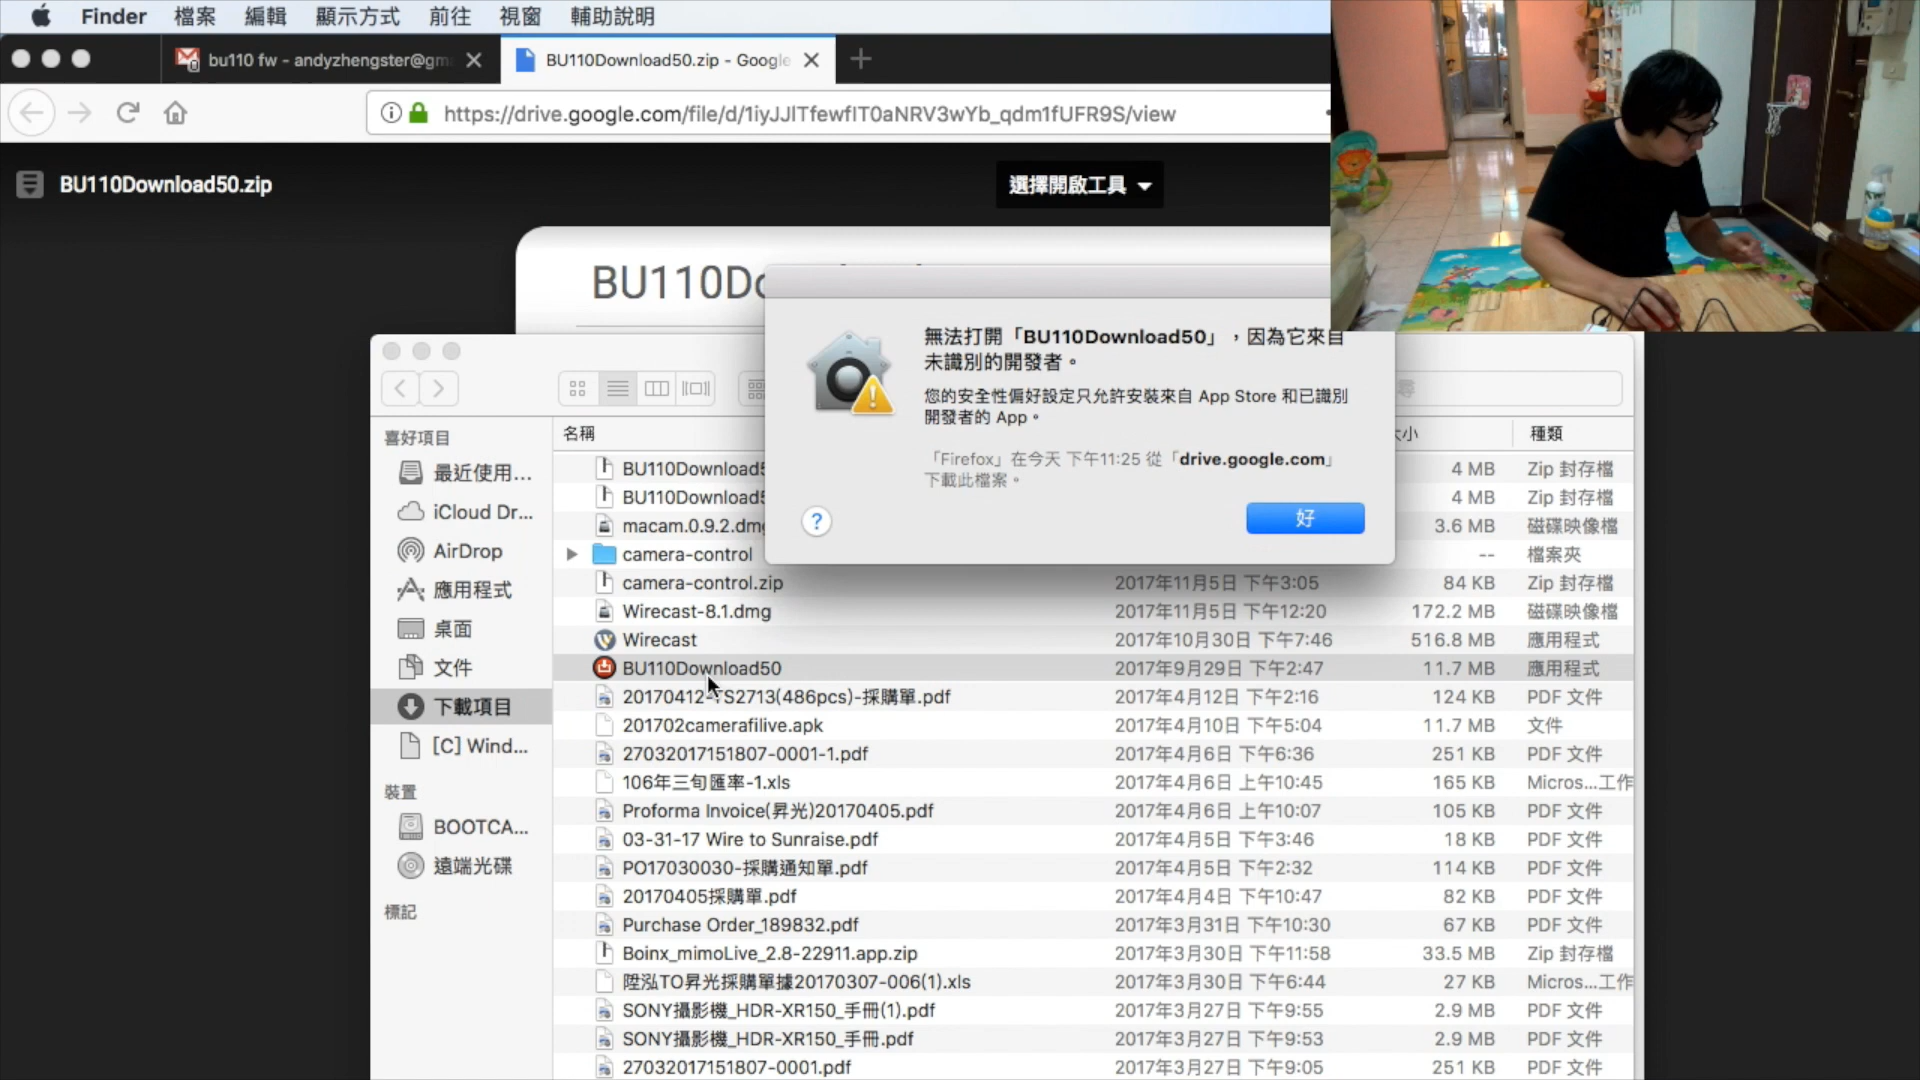 Finder 檔案 編輯 顯示方式 前往 視窗 輔助說明
bu110 fw - andyzhengster@gm
BU110Download50.zip - Google
https://drive.google.com/file/d/1iyJJlTfewfIT0aNRV3wYb_qdm1fUFR9S/view
BU110Download50.zip
選擇開啟工具
BU110Do
無法打開「BU110Download50」,因為它來自
未識別的開發者。
您的安全性偏好設定只允許安裝來自 App Store 和已識別
開發者的 App。
「Firefox」在今天 下午11:25 從「drive.google.com」
下載此檔案。
?
好
尋
喜好項目
最近使用...
iCloud Dr...
AirDrop
應用程式
桌面
文件
下載項目
[C] Wind...
裝置
BOOTCA...
遠端光碟
標記
名稱 大小 種類
BU110Download5 4 MB Zip 封存檔
BU110Download5 4 MB Zip 封存檔
macam.0.9.2.dmg 3.6 MB 磁碟映像檔
camera-control -- 檔案夾
camera-control.zip 2017年11月5日 下午3:05 84 KB Zip 封存檔
Wirecast-8.1.dmg 2017年11月5日 下午12:20 172.2 MB 磁碟映像檔
Wirecast 2017年10月30日 下午7:46 516.8 MB 應用程式
BU110Download50 2017年9月29日 下午2:47 11.7 MB 應用程式
20170412-TS2713(486pcs)-採購單.pdf 2017年4月12日 下午2:16 124 KB PDF 文件
201702camerafilive.apk 2017年4月10日 下午5:04 11.7 MB 文件
27032017151807-0001-1.pdf 2017年4月6日 下午6:36 251 KB PDF 文件
106年三旬匯率-1.xls 2017年4月6日 上午10:45 165 KB Micros...工作
Proforma Invoice(昇光)20170405.pdf 2017年4月6日 上午10:07 105 KB PDF 文件
03-31-17 Wire to Sunraise.pdf 2017年4月5日 下午3:46 18 KB PDF 文件
PO17030030-採購通知單.pdf 2017年4月5日 下午2:32 114 KB PDF 文件
20170405採購單.pdf 2017年4月4日 下午10:47 82 KB PDF 文件
Purchase Order_189832.pdf 2017年3月31日 下午10:30 67 KB PDF 文件
Boinx_mimoLive_2.8-22911.app.zip 2017年3月30日 下午11:58 33.5 MB Zip 封存檔
陞泓TO昇光採購單據20170307-006(1).xls 2017年3月30日 下午6:44 27 KB Micros...工作
SONY攝影機_HDR-XR150_手冊(1).pdf 2017年3月27日 下午9:55 2.9 MB PDF 文件
SONY攝影機_HDR-XR150_手冊.pdf 2017年3月27日 下午9:53 2.9 MB PDF 文件
27032017151807-0001.pdf 2017年3月27日 下午9:05 251 KB PDF 文件